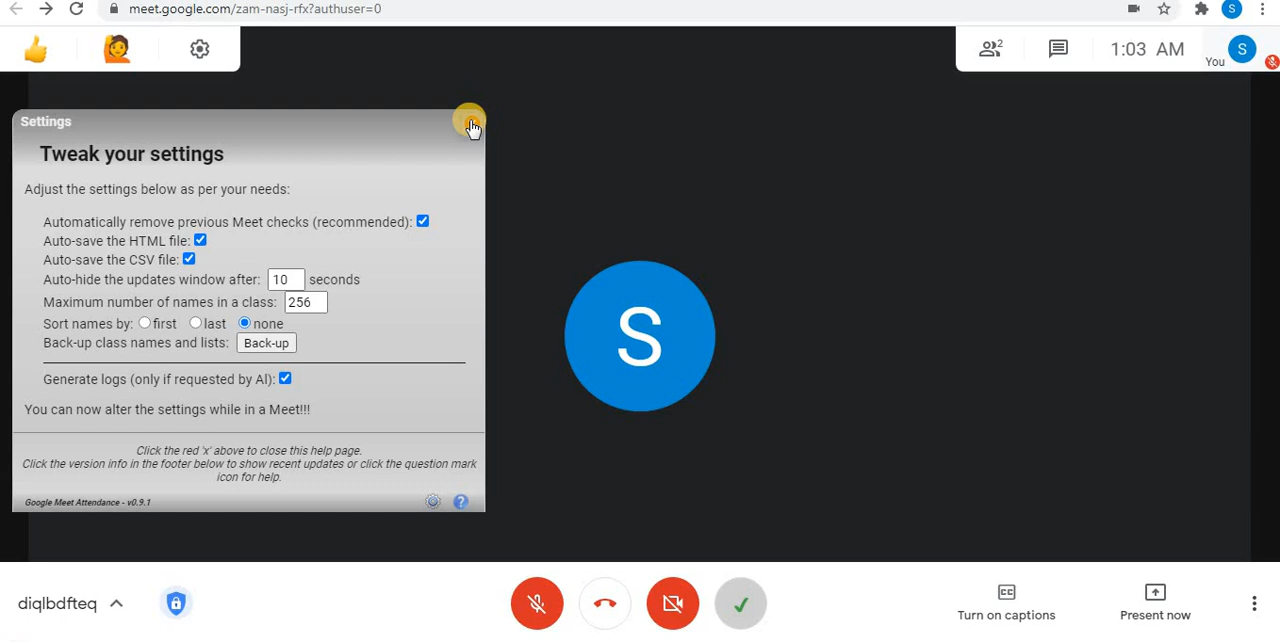 meet.google.com/zam-nasj-rfx?authuser=0
S
2
1:03 AM
You
S
Settings
Tweak your settings
Adjust the settings below as per your needs:
Automatically remove previous Meet checks (recommended):
Auto-save the HTML file:
Auto-save the CSV file:
Auto-hide the updates window after: 10 seconds
Maximum number of names in a class: 256
Sort names by: first last none
Back-up class names and lists: Back-up
Generate logs (only if requested by Al):
You can now alter the settings while in a Meet!!!
Click the red 'x' above to close this help page.
Click the version info in the footer below to show recent updates or click the question mark
icon for help.
Google Meet Attendance - v0.9.1
?
S
diqlbdfteq
CC
Turn on captions
Present now